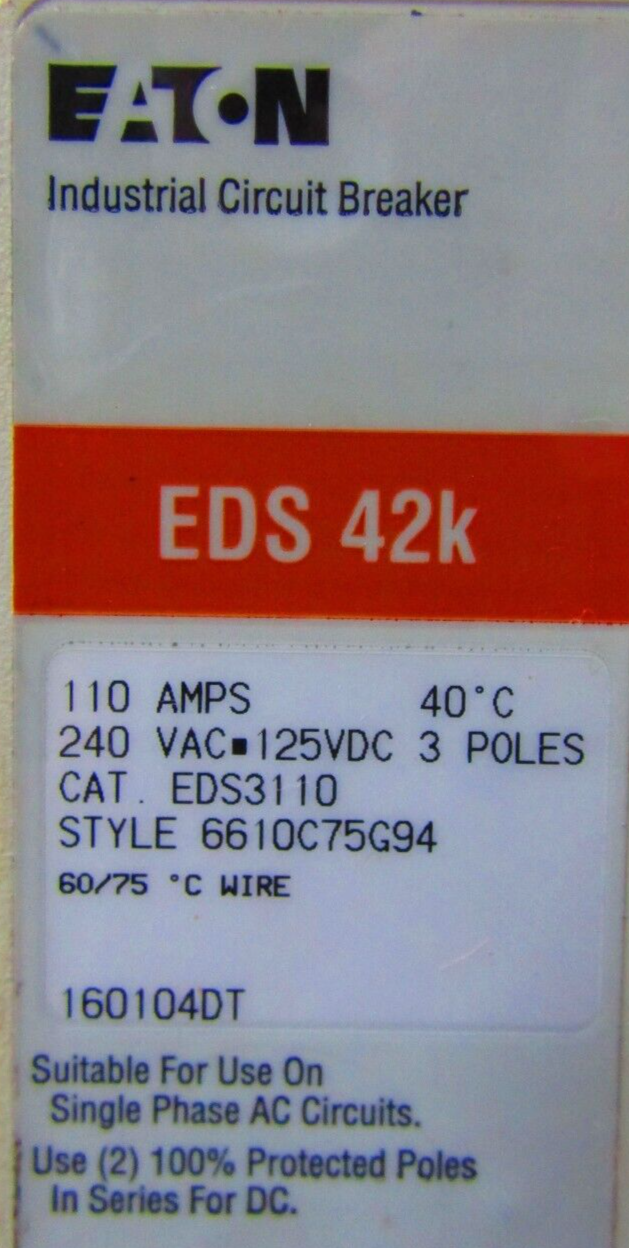 EATON
Industrial Circuit Breaker
EDS 42k
110 AMPS 40°C
240 VAC▪125VDC 3 POLES
CAT. EDS3110
STYLE 6610C75G94
60/75 °C WIRE
160104DT
Suitable For Use On
Single Phase AC Circuits.
Use (2) 100% Protected Poles
In Series For DC.